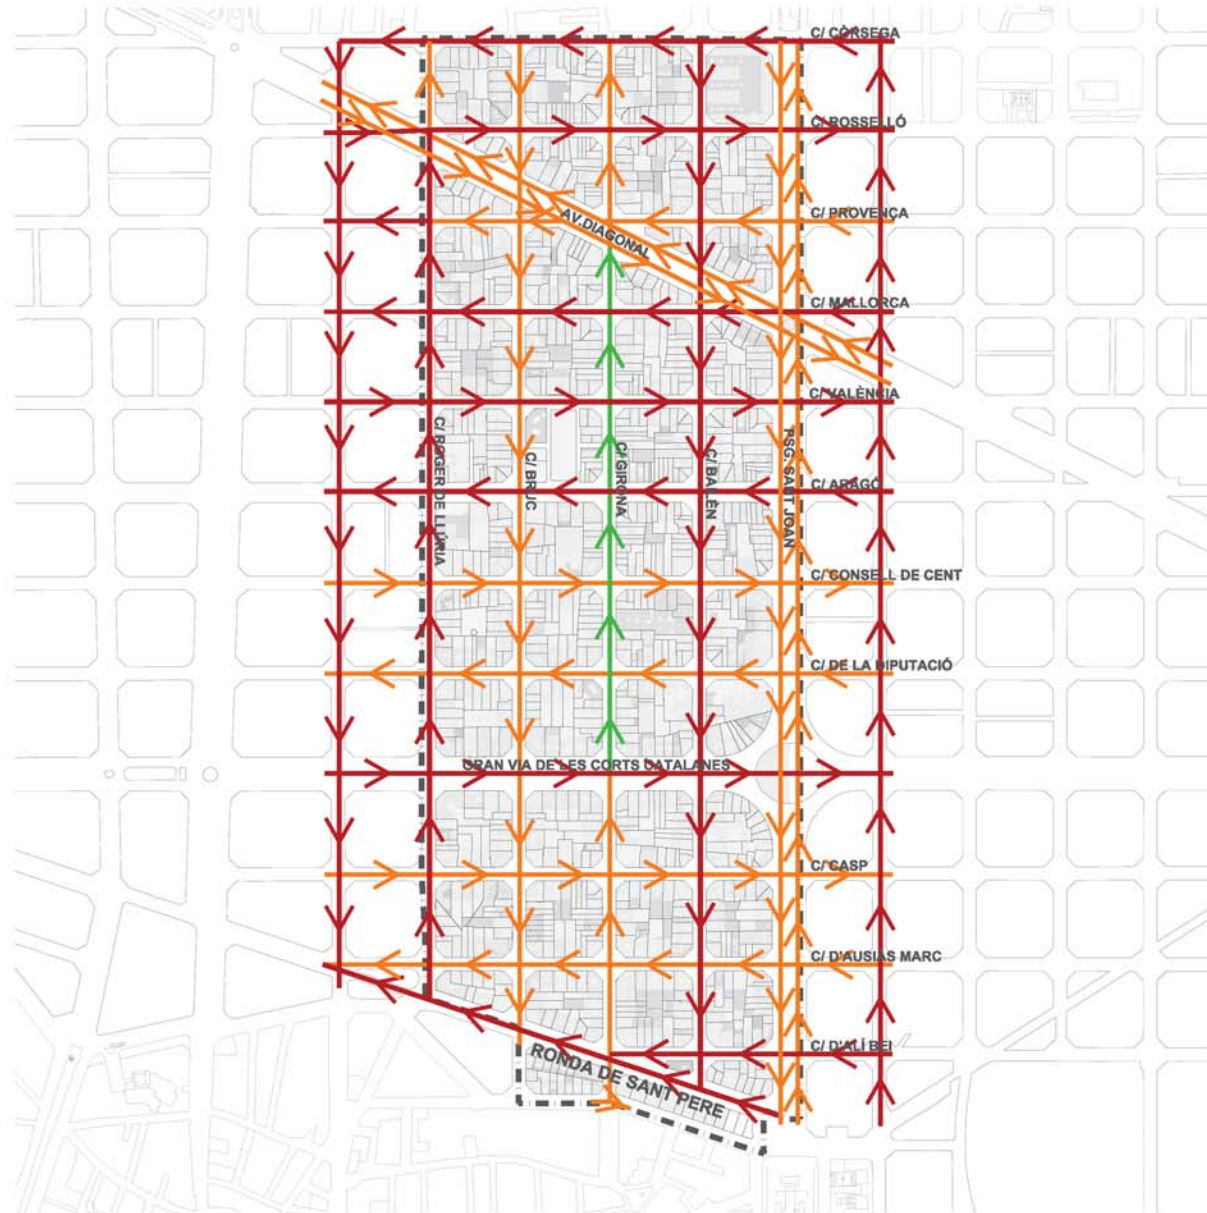 C/ CÒRSEGA
C/ ROSSELLÓ
C/ PROVENÇA
AV.DIAGONAL
C/ MALLORCA
C/ VALÈNCIA
C/ ROGER DE LLÚRIA
C/ BRUC
C/ GIRONA
C/ BAILÈN
PSG. SANT JOAN
C/ ARAGÓ
C/ CONSELL DE CENT
C/ DE LA DIPUTACIÓ
GRAN VIA DE LES CORTS CATALANES
C/ CASP
C/ D'AUSIAS MARC
C/ D'ALÍ BEI
RONDA DE SANT PERE